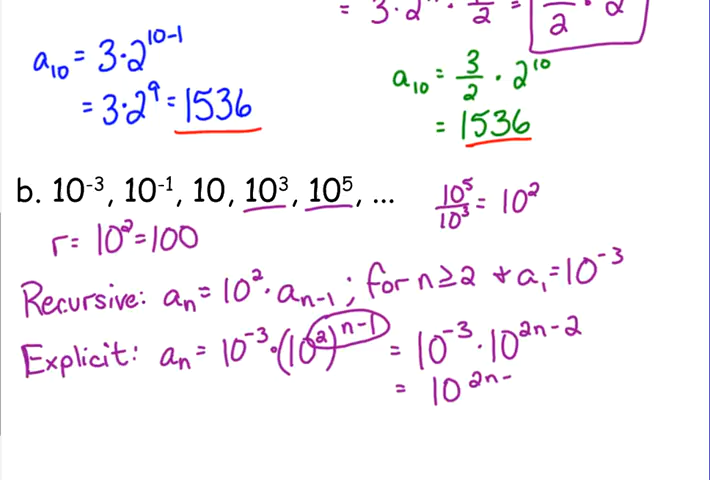 = 3·2ⁿ · 1/2 = 3/2 · 2
a₁₀ = 3·2¹⁰⁻¹
= 3·2⁹ = 1536
a₁₀ = 3/2 · 2¹⁰
= 1536
b. 10⁻³, 10⁻¹, 10, 10³, 10⁵, ...
10⁵/10³ = 10²
r = 10² = 100
Recursive: aₙ = 10² · aₙ₋₁ ; for n ≥ 2 + a₁ = 10⁻³
Explicit: aₙ = 10⁻³ · (10²)ⁿ⁻¹ = 10⁻³ · 10²ⁿ⁻²
= 10²ⁿ⁻